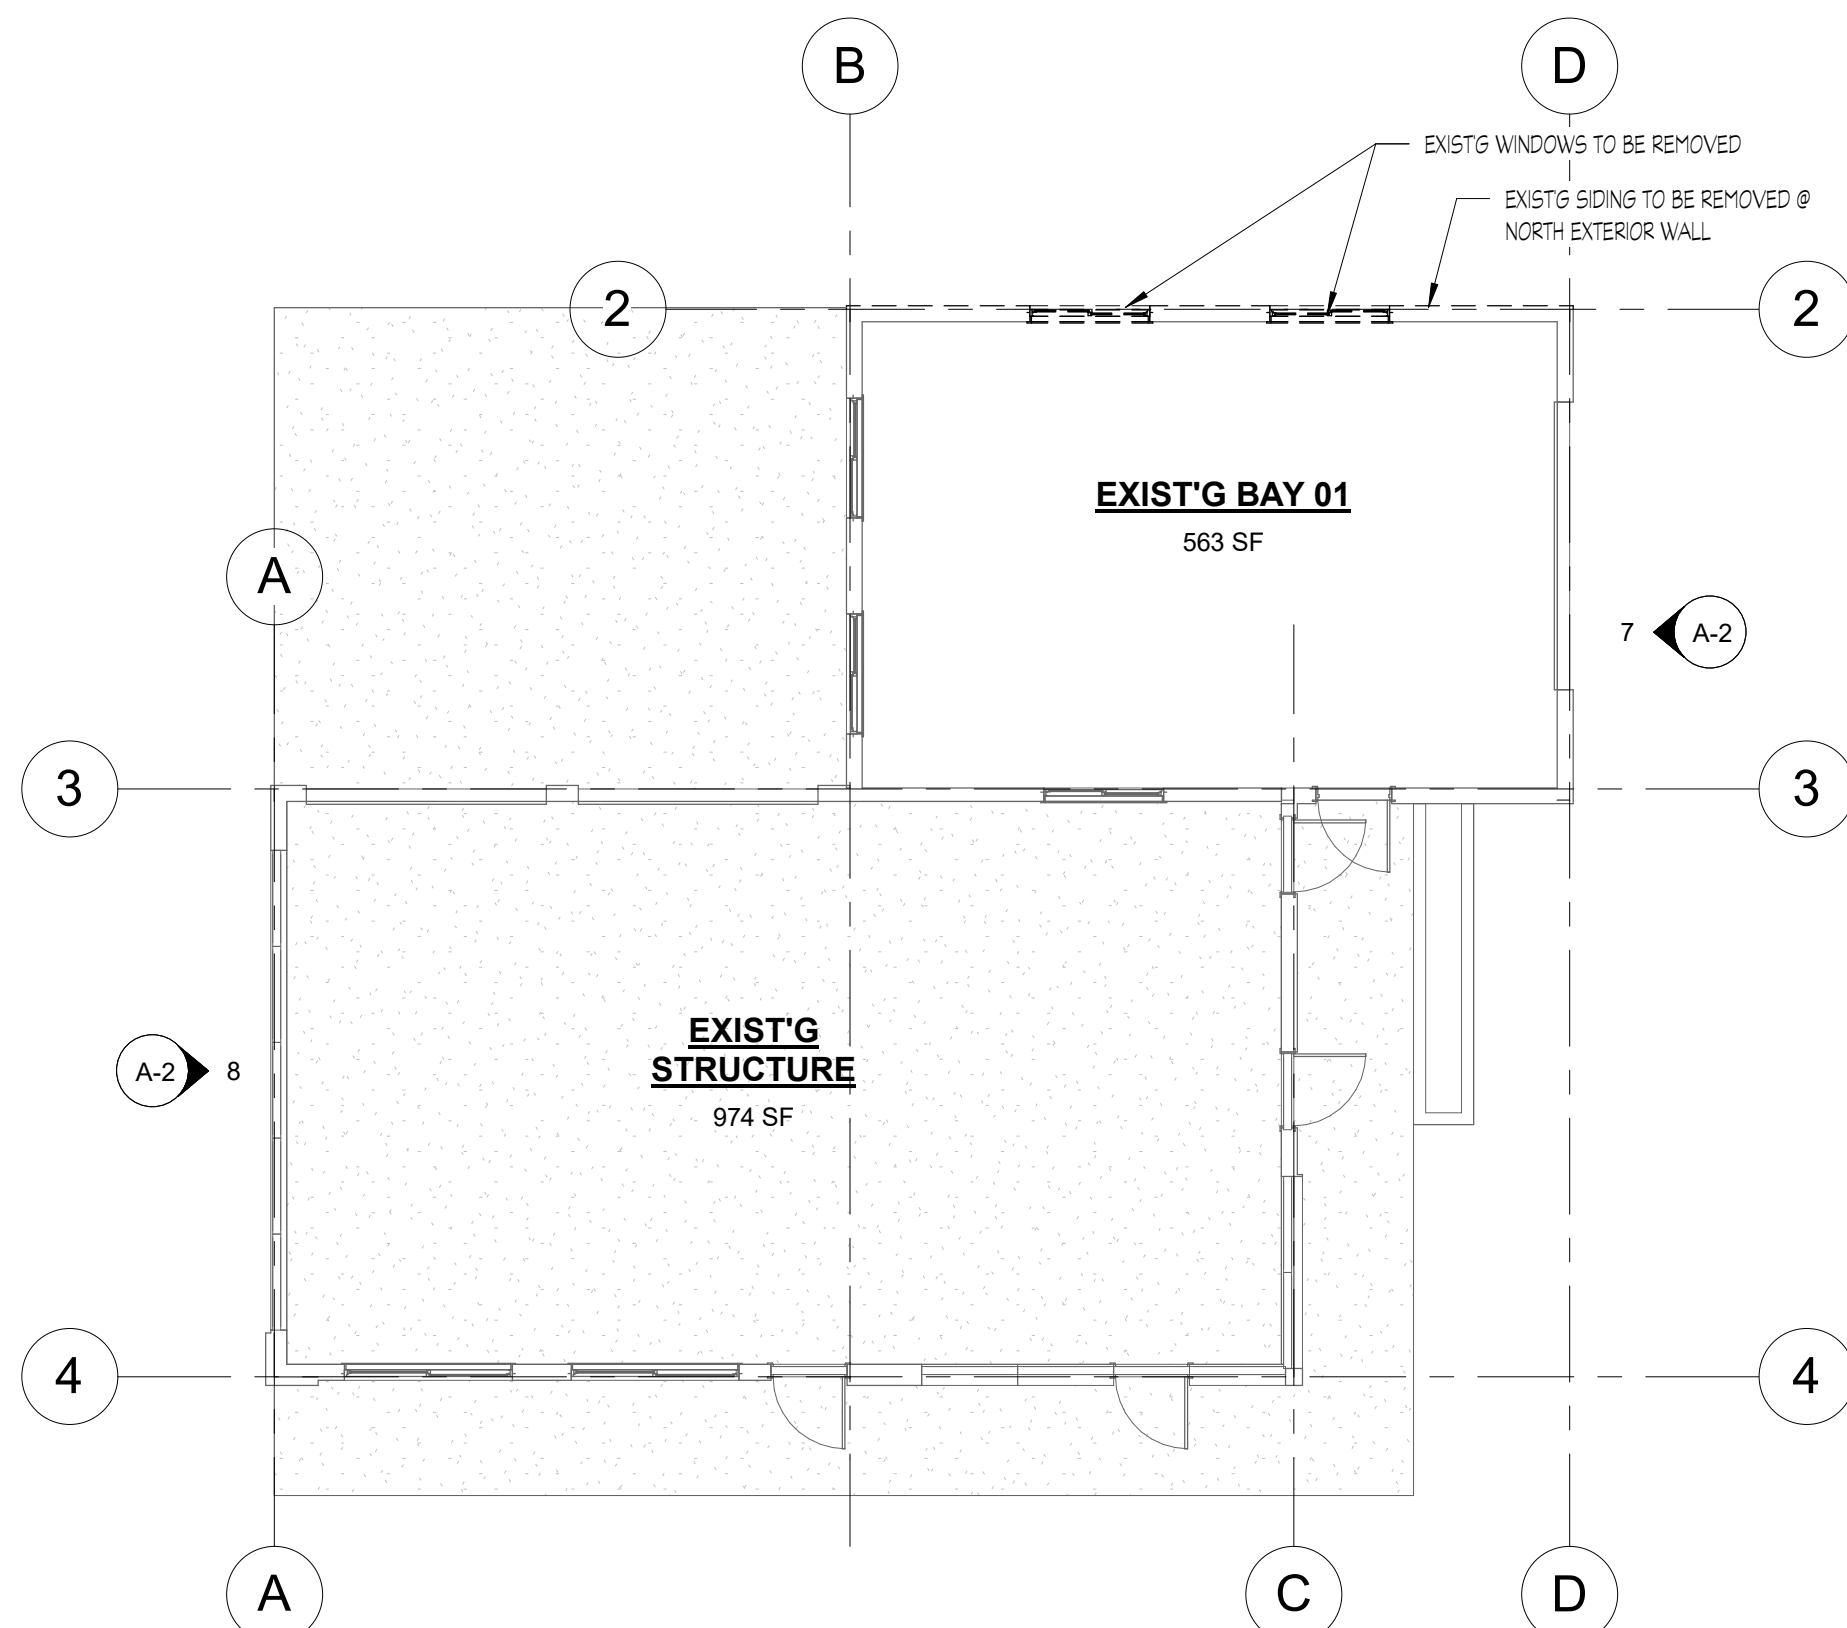 B
D
EXIST'G WINDOWS TO BE REMOVED
EXIST'G SIDING TO BE REMOVED @
NORTH EXTERIOR WALL
2
2
EXIST'G BAY 01
563 SF
A
7
A-2
3
3
EXIST'G
STRUCTURE
974 SF
A-2
8
4
4
A
C
D